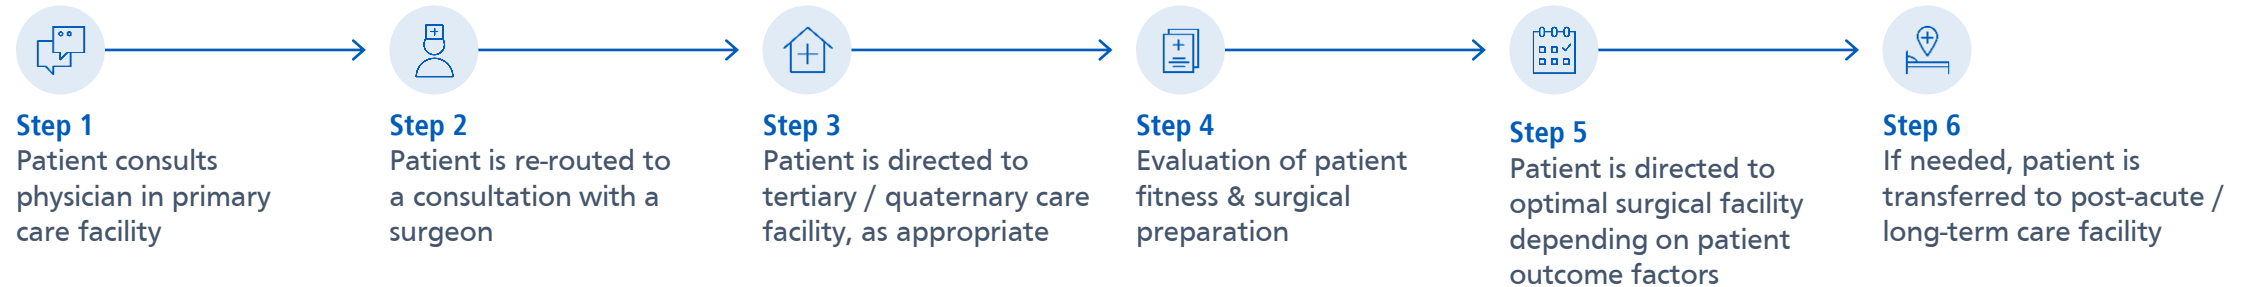 Step 1
Patient consults
physician in primary
care facility
Step 2
Patient is re-routed to
a consultation with a
surgeon
Step 3
Patient is directed to
tertiary / quaternary care
facility, as appropriate
Step 4
Evaluation of patient
fitness & surgical
preparation
Step 5
Patient is directed to
optimal surgical facility
depending on patient
outcome factors
Step 6
If needed, patient is
transferred to post-acute /
long-term care facility